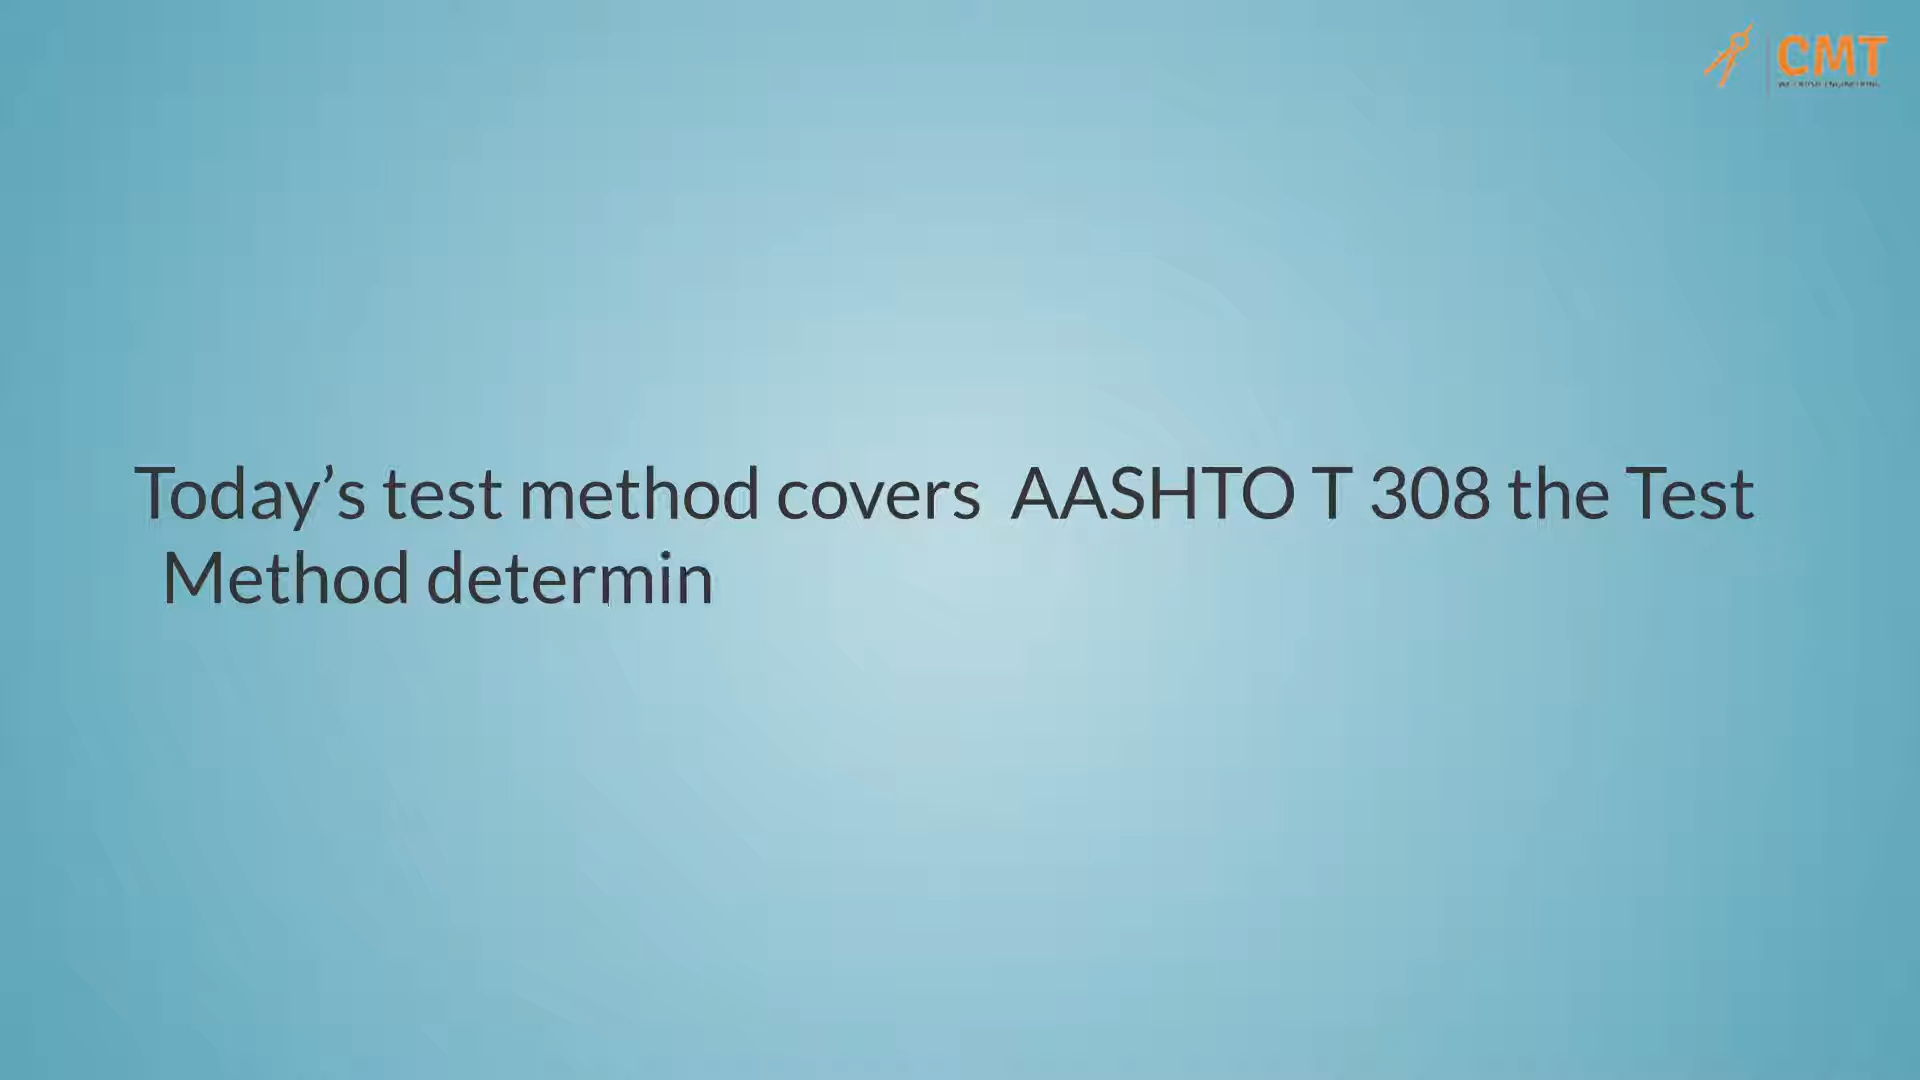 CMT
Today’s test method covers AASHTO T 308 the Test
Method determin